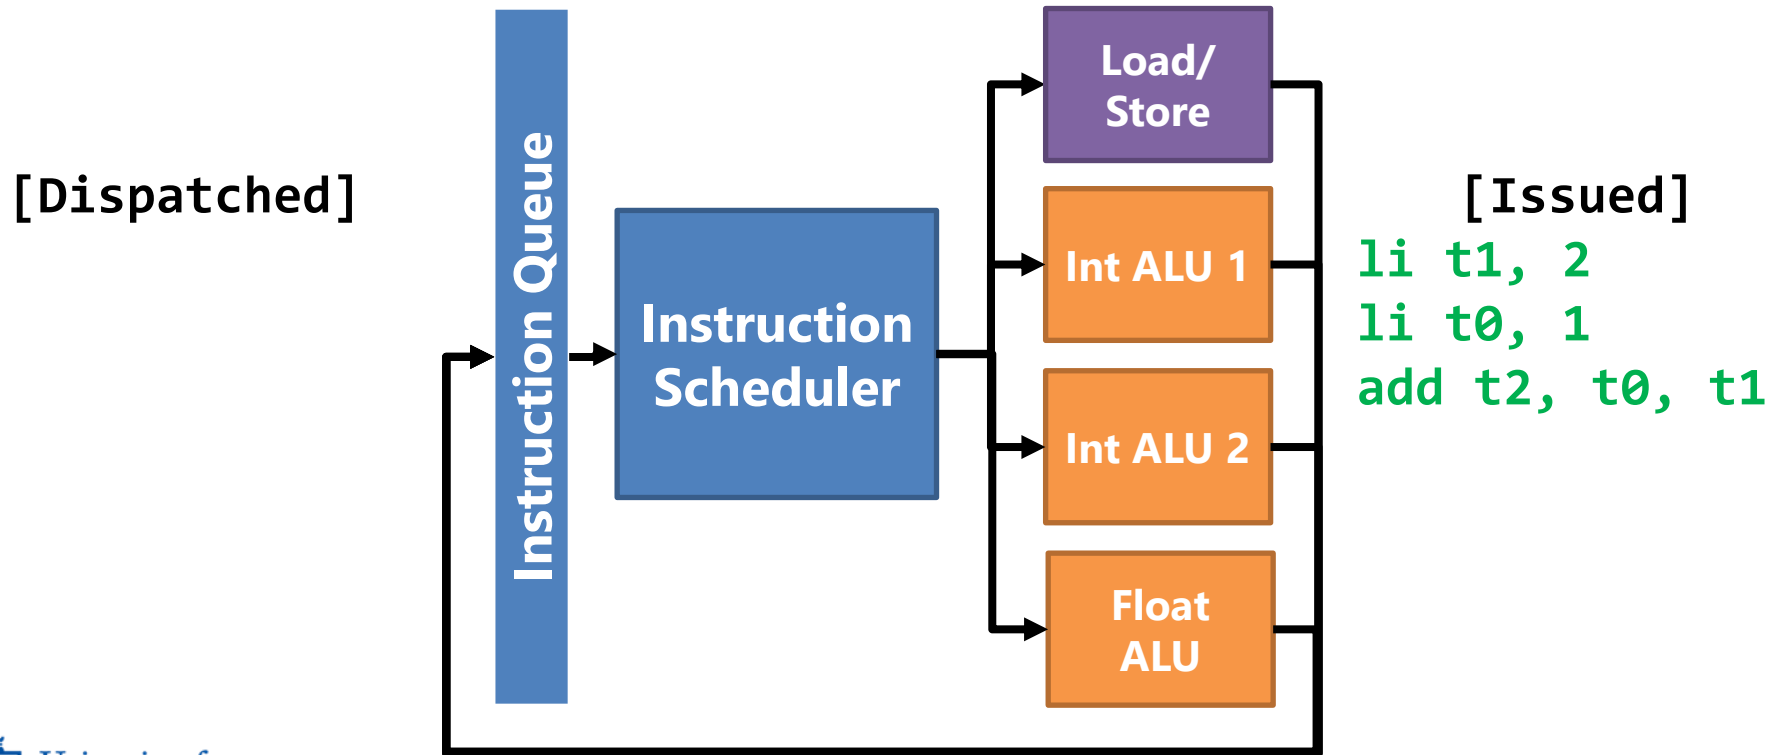 [Dispatched]
Instruction Queue
Instruction
Scheduler
Load/
Store
Int ALU 1
Int ALU 2
Float
ALU
[Issued]
li t1, 2
li t0, 1
add t2, t0, t1